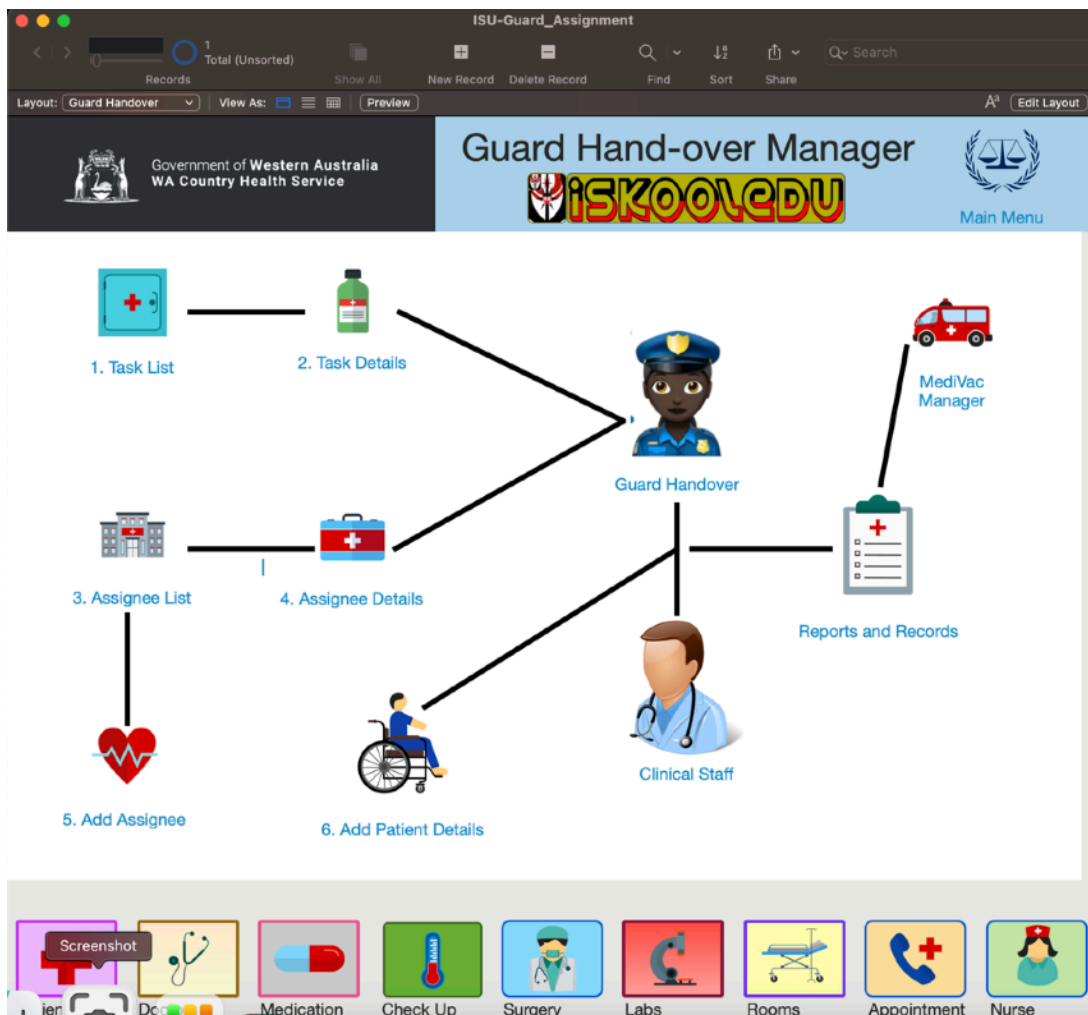 ISU-Guard_Assignment
1
Total (Unsorted)
Search
Records
Show All
New Record
Delete Record
Find
Sort
Share
Layout: Guard Handover
View As:
Preview
Edit Layout
Government of Western Australia
WA Country Health Service
Guard Hand-over Manager
iSKOOLEDU
Main Menu
1. Task List
2. Task Details
MediVac
Manager
Guard Handover
3. Assignee List
4. Assignee Details
Reports and Records
Clinical Staff
5. Add Assignee
6. Add Patient Details
Screenshot
Medication
Check Up
Surgery
Labs
Rooms
Appointment
Nurse